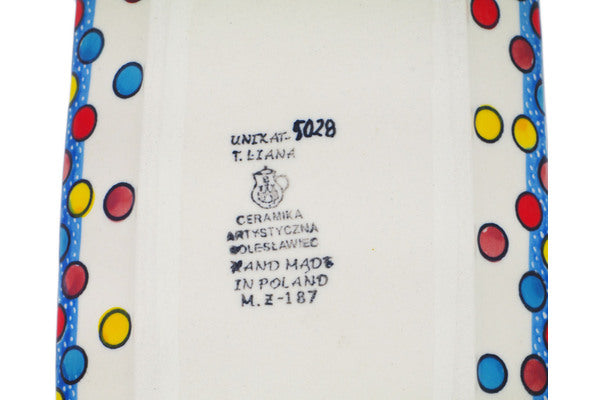 UNIKAT-5028
T. LIANA
CERAMIKA
ARTYSTYCZNA
BOLESŁAWIEC
HAND MADE
IN POLAND
M.Z-187